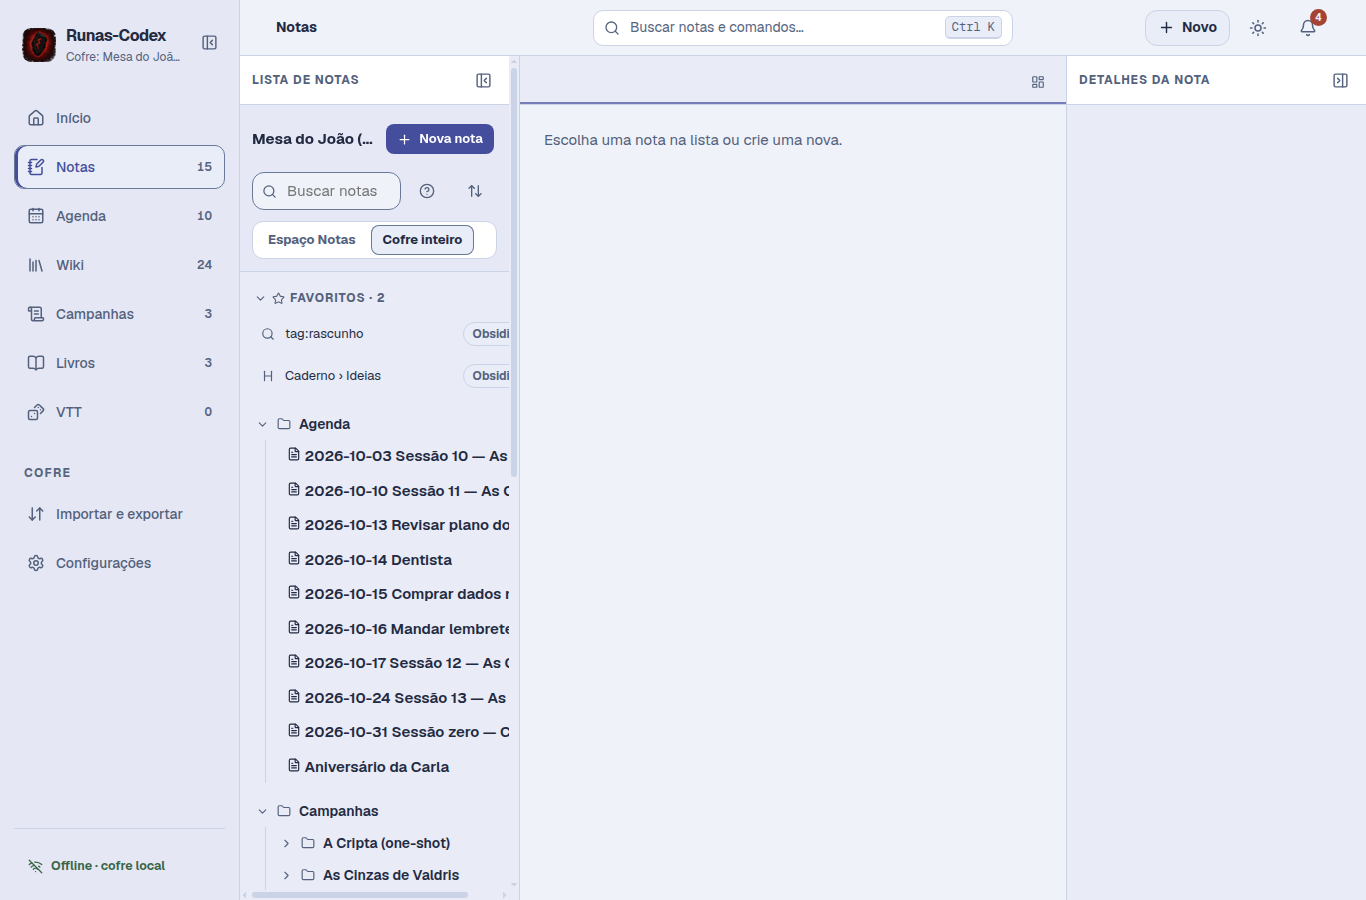 Runas-Codex
Cofre: Mesa do Joã...
Notas
Buscar notas e comandos...
Ctrl K
Novo
4
Início
Notas 15
Agenda 10
Wiki 24
Campanhas 3
Livros 3
VTT 0
COFRE
Importar e exportar
Configurações
Offline · cofre local
LISTA DE NOTAS
Mesa do João (...
Nova nota
Buscar notas
Espaço Notas
Cofre inteiro
FAVORITOS · 2
tag:rascunho Obsidi
Caderno › Ideias Obsidi
Agenda
2026-10-03 Sessão 10 — As
2026-10-10 Sessão 11 — As
2026-10-13 Revisar plano do
2026-10-14 Dentista
2026-10-15 Comprar dados
2026-10-16 Mandar lembrete
2026-10-17 Sessão 12 — As
2026-10-24 Sessão 13 — As
2026-10-31 Sessão zero —
Aniversário da Carla
Campanhas
A Cripta (one-shot)
As Cinzas de Valdris
Escolha uma nota na lista ou crie uma nova.
DETALHES DA NOTA